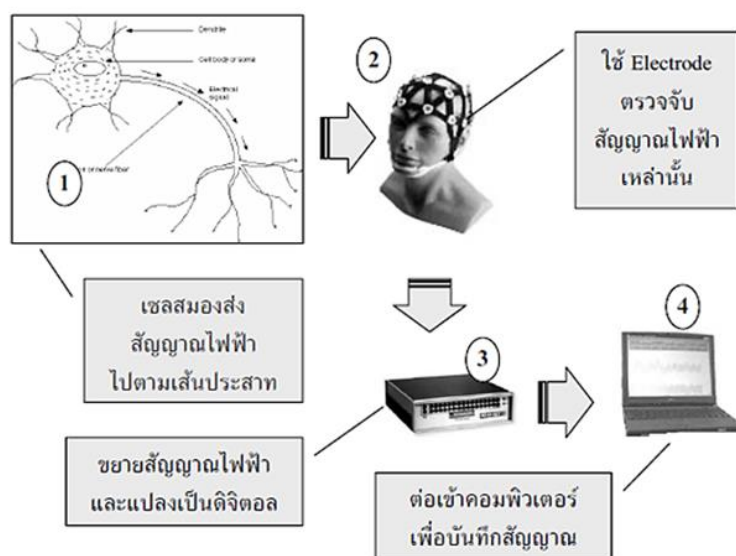 Dendrite
Cell body or soma
Electrical
signal
or nerve fiber
1
2
ใช้ Electrode
ตรวจจับ
สัญญาณไฟฟ้า
เหล่านั้น
เซลสมองส่ง
สัญญาณไฟฟ้า
ไปตามเส้นประสาท
3
4
ขยายสัญญาณไฟฟ้า
และแปลงเป็นดิจิตอล
ต่อเข้าคอมพิวเตอร์
เพื่อบันทึกสัญญาณ